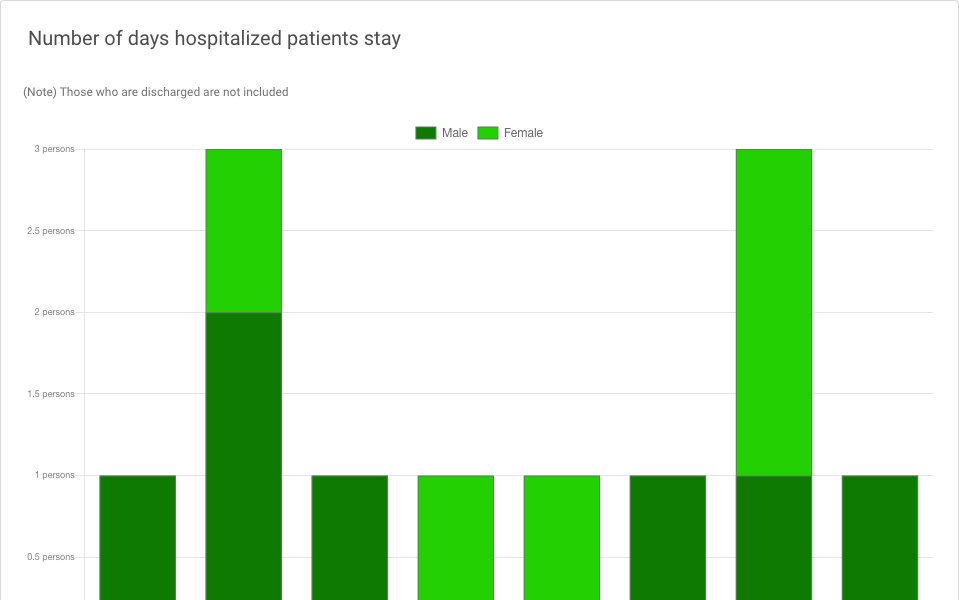 Number of days hospitalized patients stay
(Note) Those who are discharged are not included
Male Female
3 persons
2.5 persons
2 persons
1.5 persons
1 persons
0.5 persons